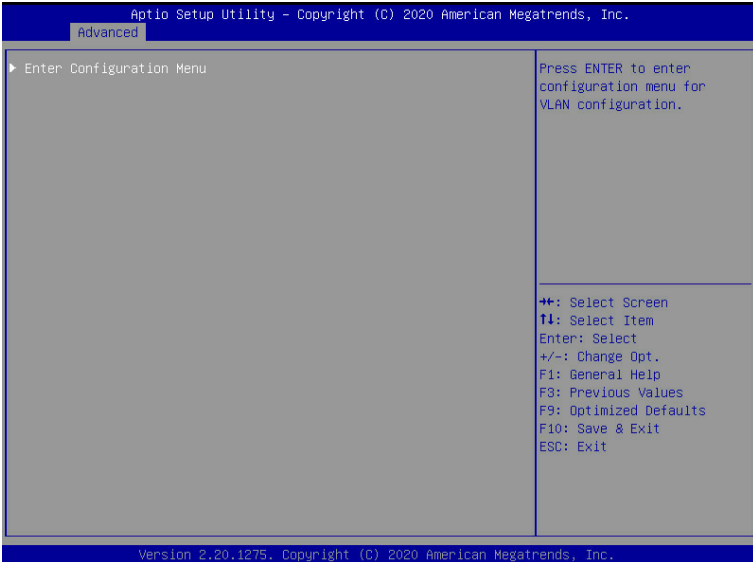 Aptio Setup Utility – Copyright (C) 2020 American Megatrends, Inc.
Advanced
▶ Enter Configuration Menu
Press ENTER to enter
configuration menu for
VLAN configuration.
→←: Select Screen
↑↓: Select Item
Enter: Select
+/-: Change Opt.
F1: General Help
F3: Previous Values
F9: Optimized Defaults
F10: Save & Exit
ESC: Exit
Version 2.20.1275. Copyright (C) 2020 American Megatrends, Inc.